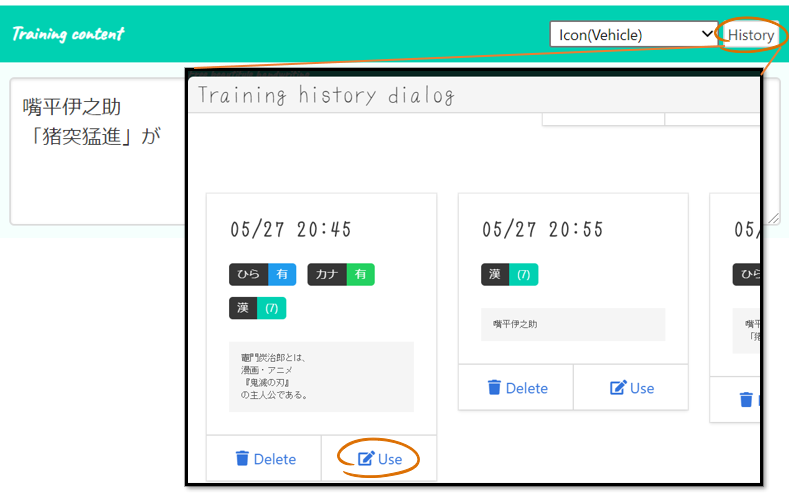 Training content
Icon(Vehicle)
History
嘴平伊之助
「猪突猛進」が
Training history dialog
05/27 20:45
ひら 有 カナ 有
漢 (7)
竈門炭治郎とは、
漫画・アニメ
『鬼滅の刃』
の主人公である。
Delete Use
05/27 20:55
漢 (7)
嘴平伊之助
Delete Use
05/
ひら
嘴平
「猪